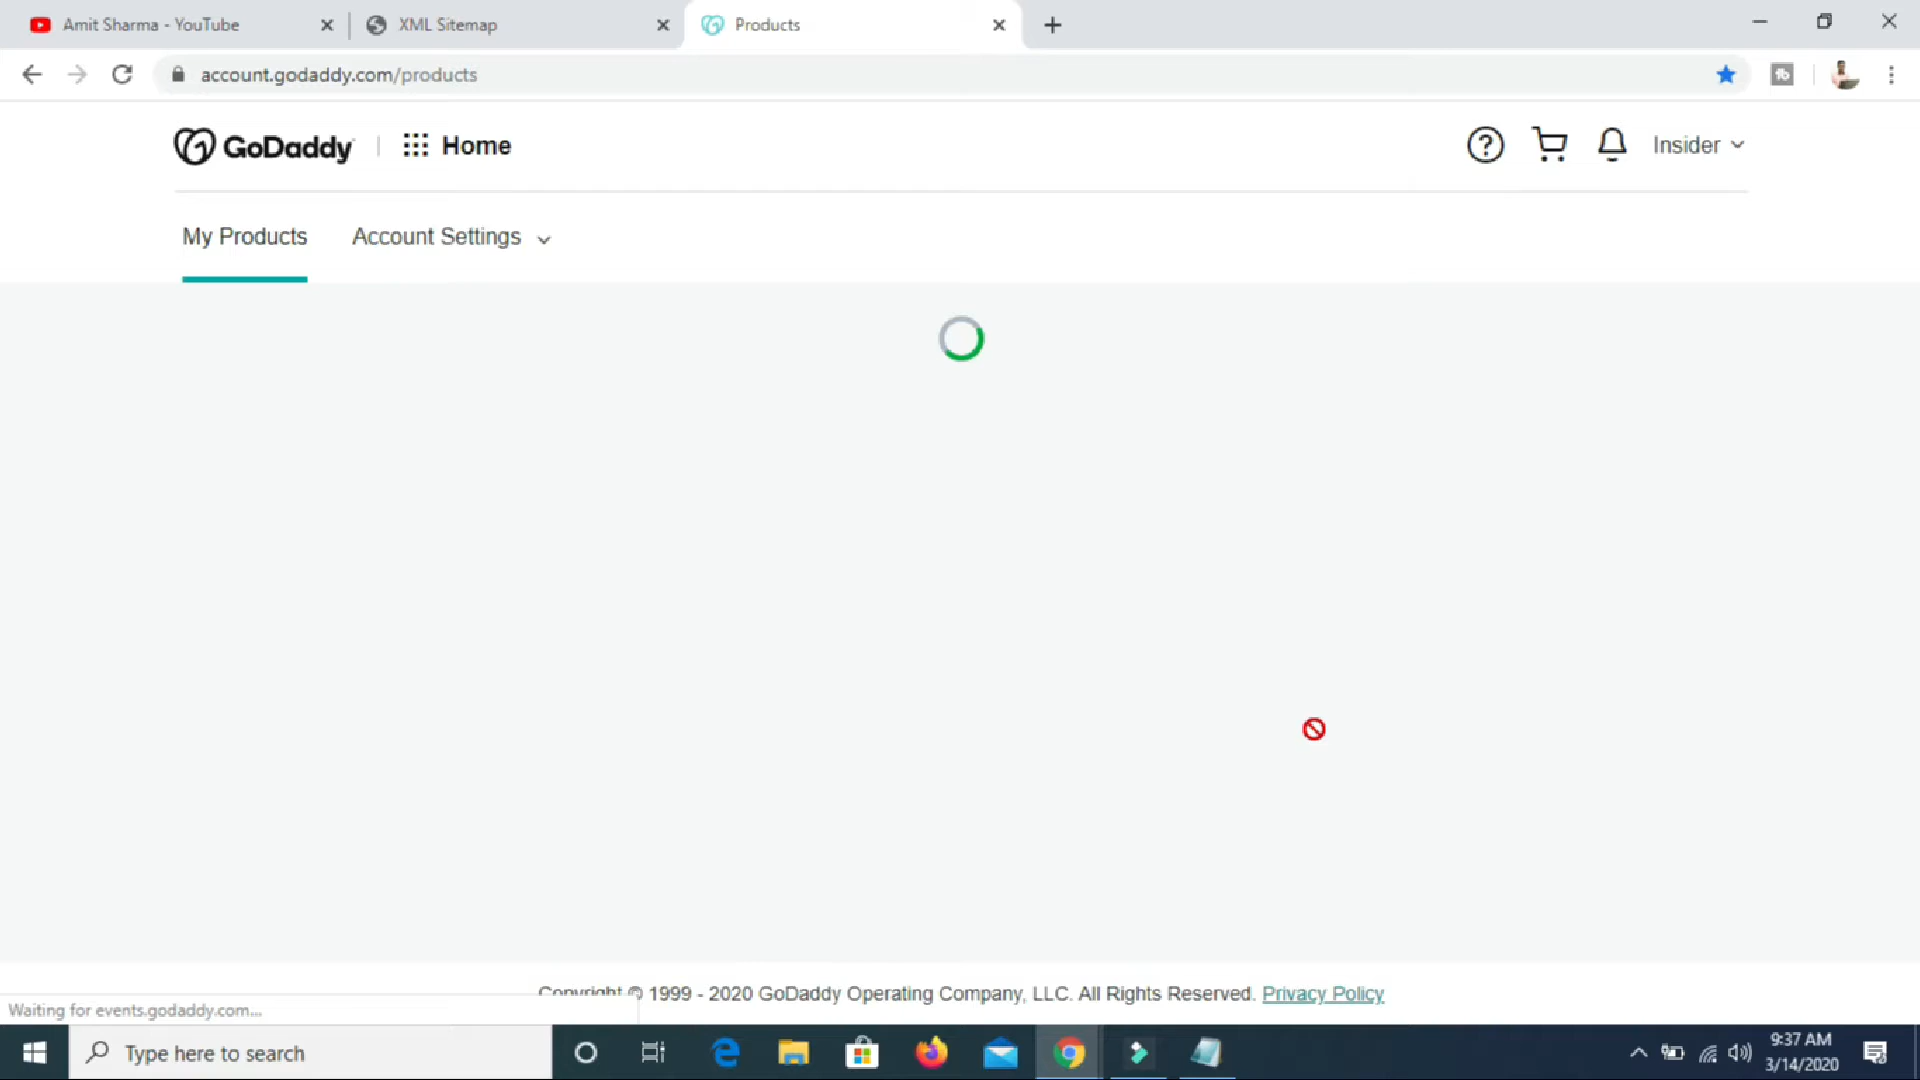 Amit Sharma - YouTube
XML Sitemap
Products
account.godaddy.com/products
GoDaddy
Home
Insider
My Products
Account Settings
Copyright © 1999 - 2020 GoDaddy Operating Company, LLC. All Rights Reserved. Privacy Policy
Waiting for events.godaddy.com...
Type here to search
9:37 AM
3/14/2020